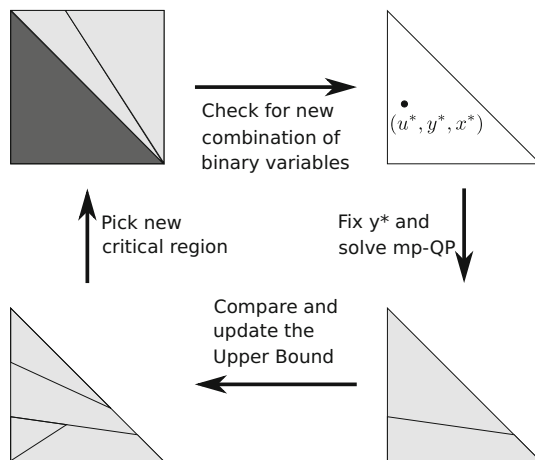 Check for new
combination of
binary variables
(u*, y*, x*)
Fix y* and
solve mp-QP
Compare and
update the
Upper Bound
Pick new
critical region